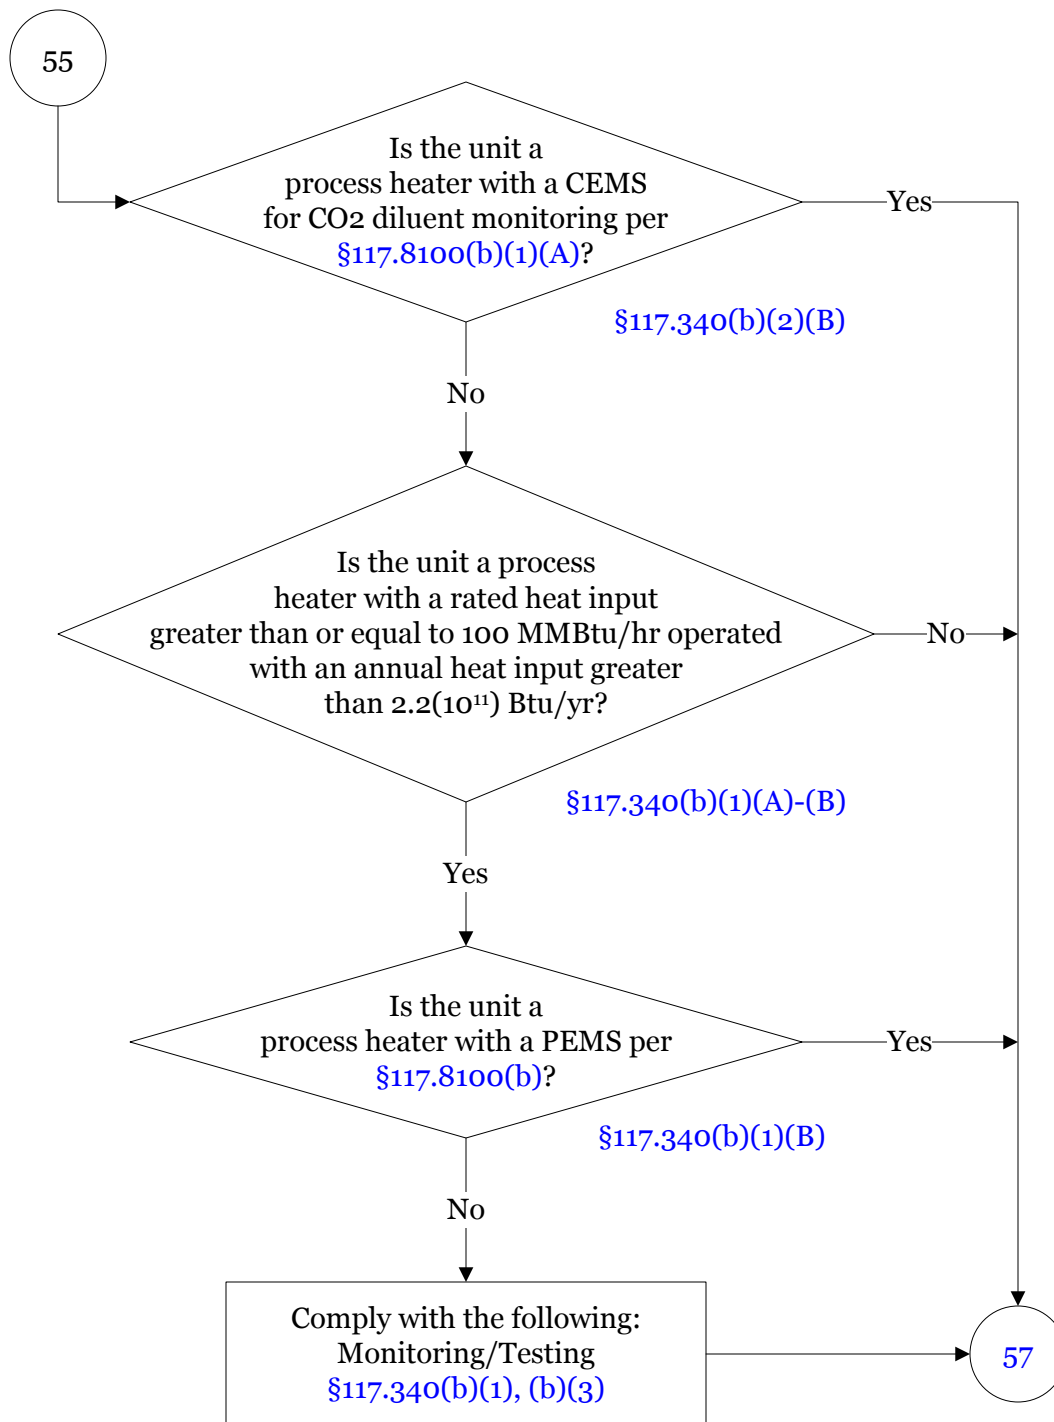 55
Is the unit a
process heater with a CEMS
for CO2 diluent monitoring per
§117.8100(b)(1)(A)?
Yes
§117.340(b)(2)(B)
No
Is the unit a process
heater with a rated heat input
greater than or equal to 100 MMBtu/hr operated
with an annual heat input greater
than 2.2(10¹¹) Btu/yr?
No
§117.340(b)(1)(A)-(B)
Yes
Is the unit a
process heater with a PEMS per
§117.8100(b)?
Yes
§117.340(b)(1)(B)
No
Comply with the following:
Monitoring/Testing
§117.340(b)(1), (b)(3)
57